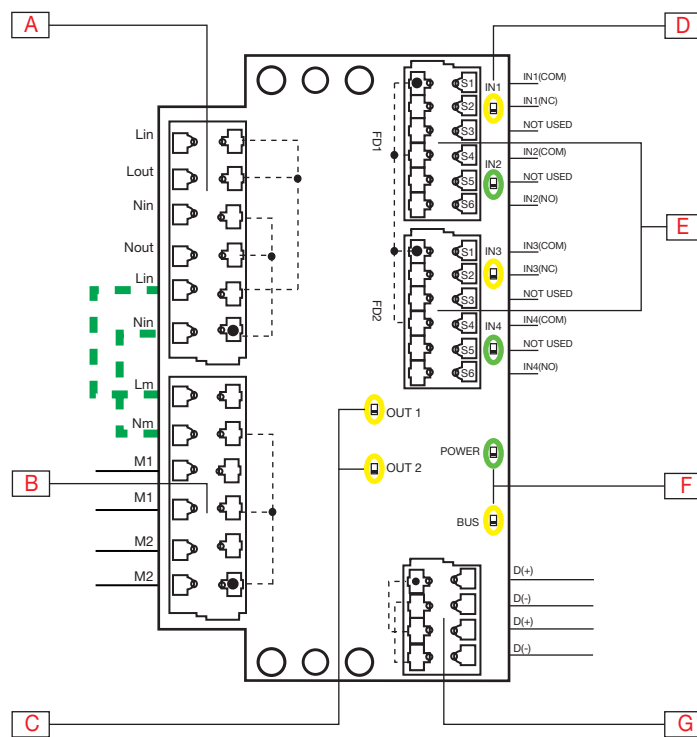 A
D
Lin
Lout
Nin
Nout
Lin
Nin
Lm
Nm
M1
M1
M2
M2
B
C
FD1
S1
S2
S3
S4
S5
S6
IN1
IN2
IN1(COM)
IN1(NC)
NOT USED
IN2(COM)
NOT USED
IN2(NO)
E
FD2
S1
S2
S3
S4
S5
S6
IN3
IN4
IN3(COM)
IN3(NC)
NOT USED
IN4(COM)
NOT USED
IN4(NO)
OUT 1
OUT 2
POWER
BUS
F
D(+)
D(-)
D(+)
D(-)
G